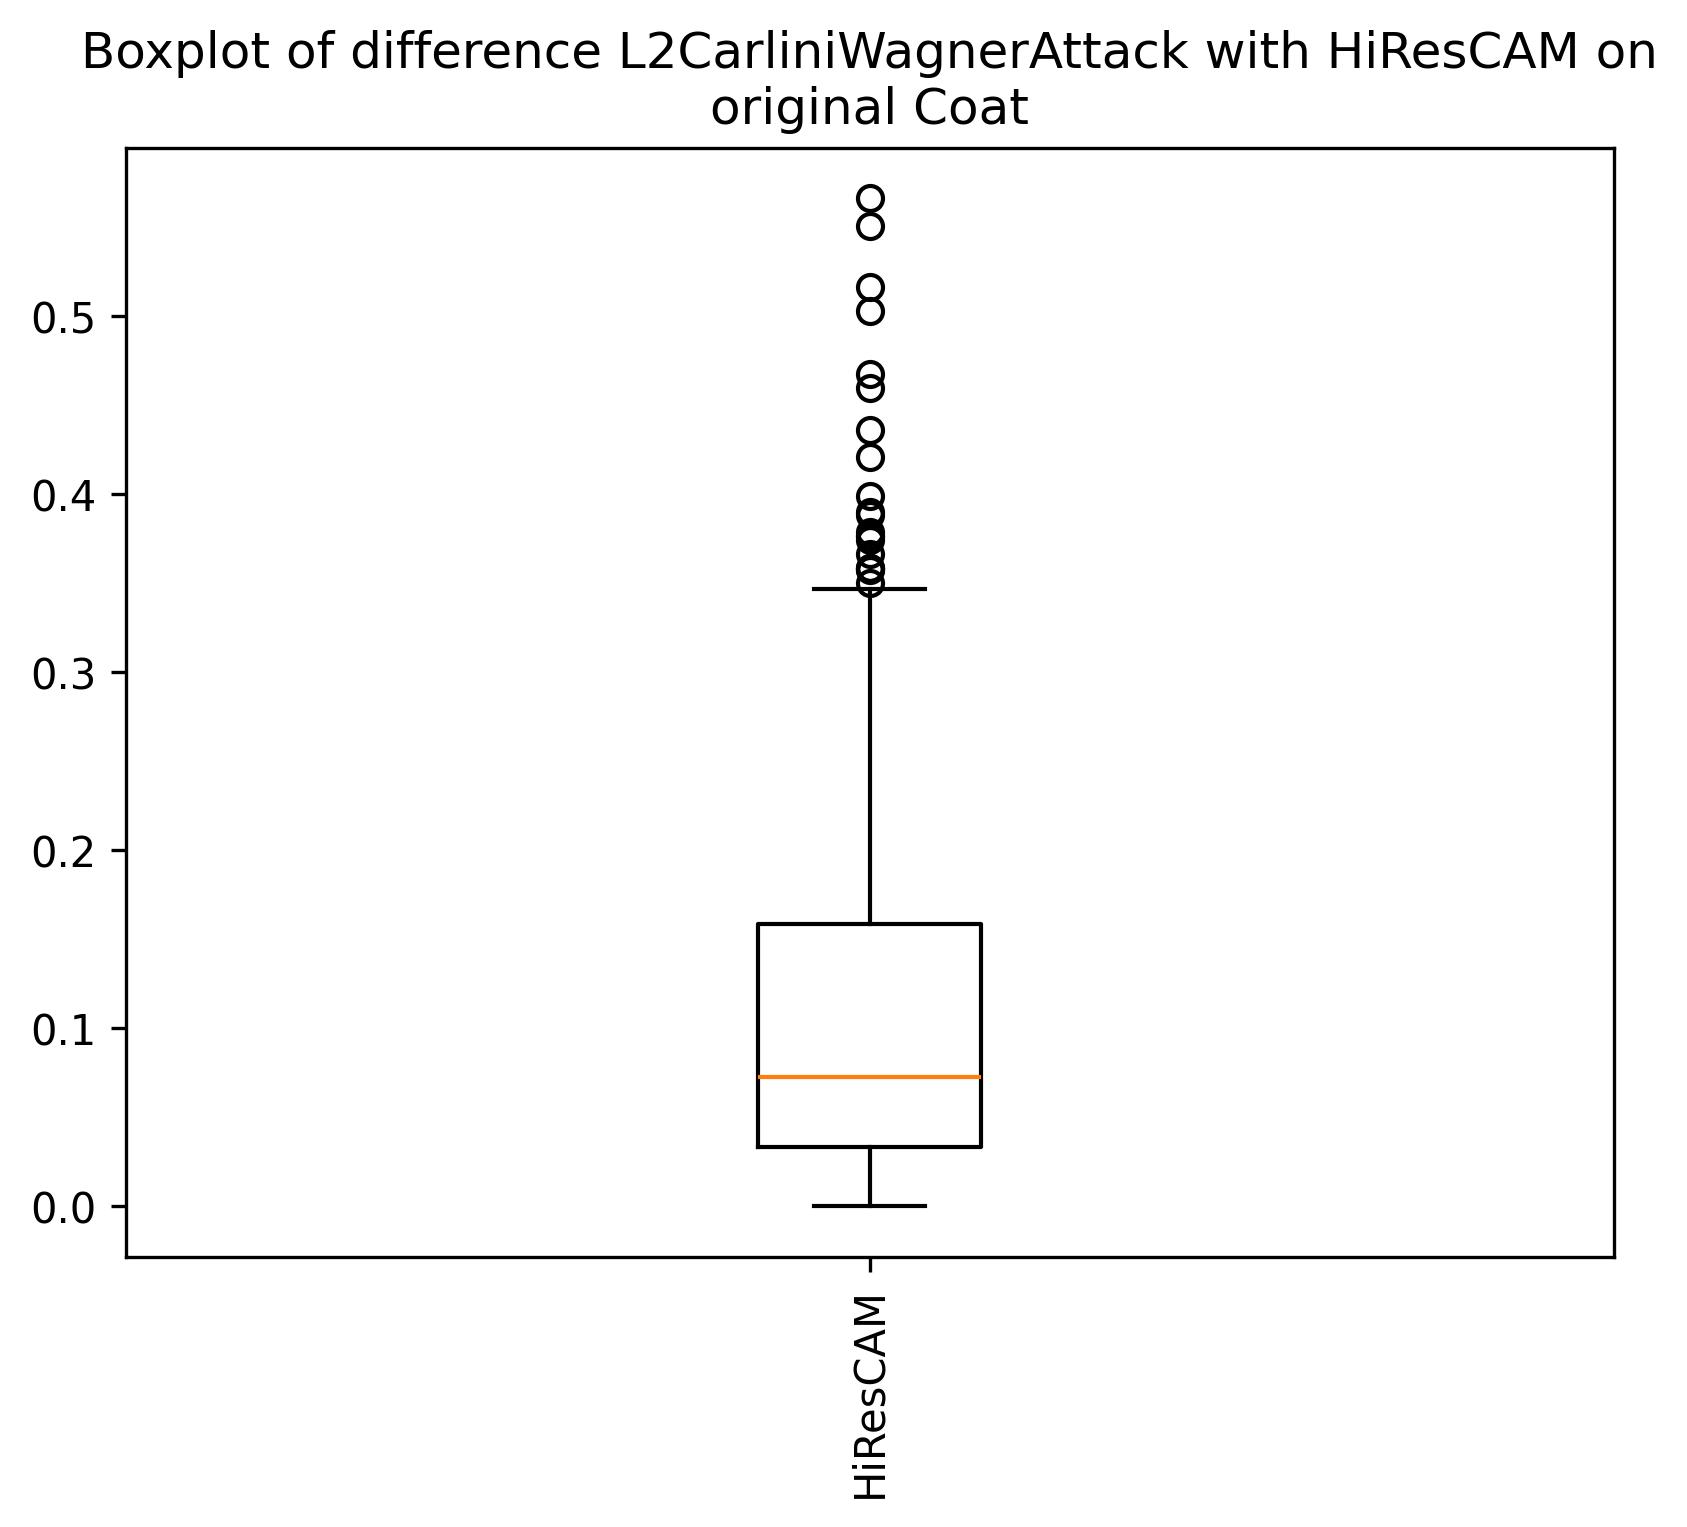 Boxplot of difference L2CarliniWagnerAttack with HiResCAM on
original Coat
0.5
0.4
0.3
0.2
0.1
0.0
HiResCAM